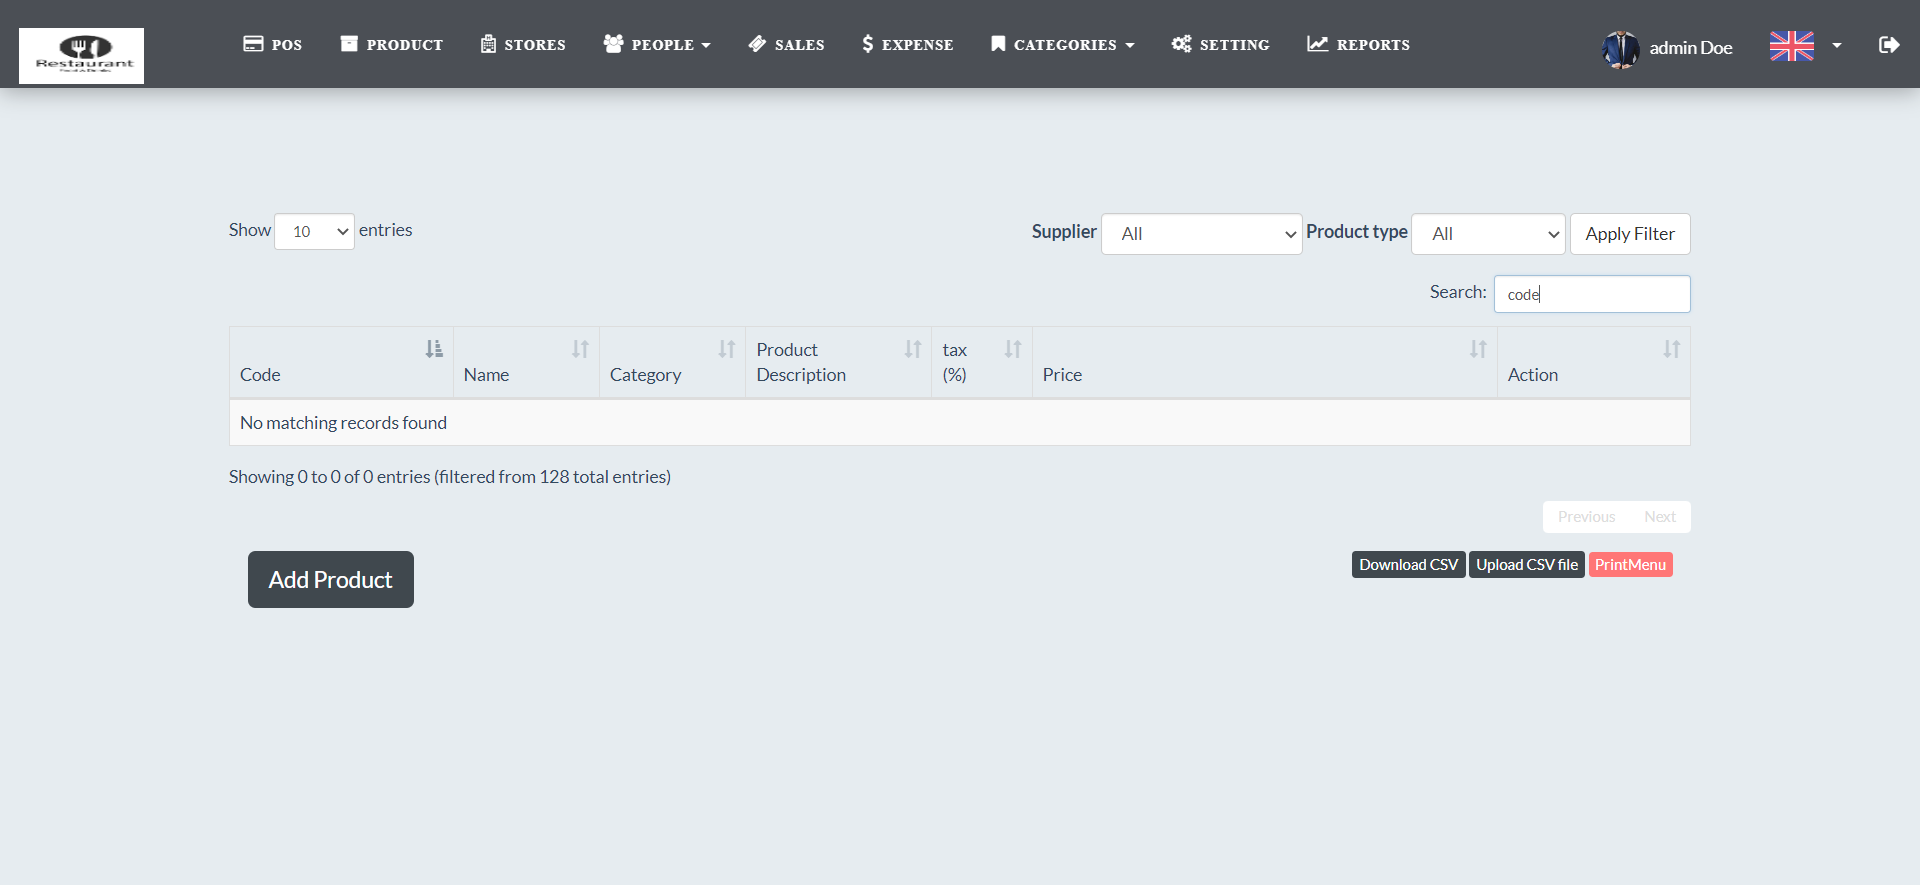 Restaurant
POS
PRODUCT
STORES
PEOPLE
SALES
EXPENSE
CATEGORIES
SETTING
REPORTS
admin Doe
Show 10 entries
Supplier All Product type All Apply Filter
Search: code
Code Name Category Product Description tax (%) Price Action
No matching records found
Showing 0 to 0 of 0 entries (filtered from 128 total entries)
Previous Next
Add Product
Download CSV Upload CSV file PrintMenu